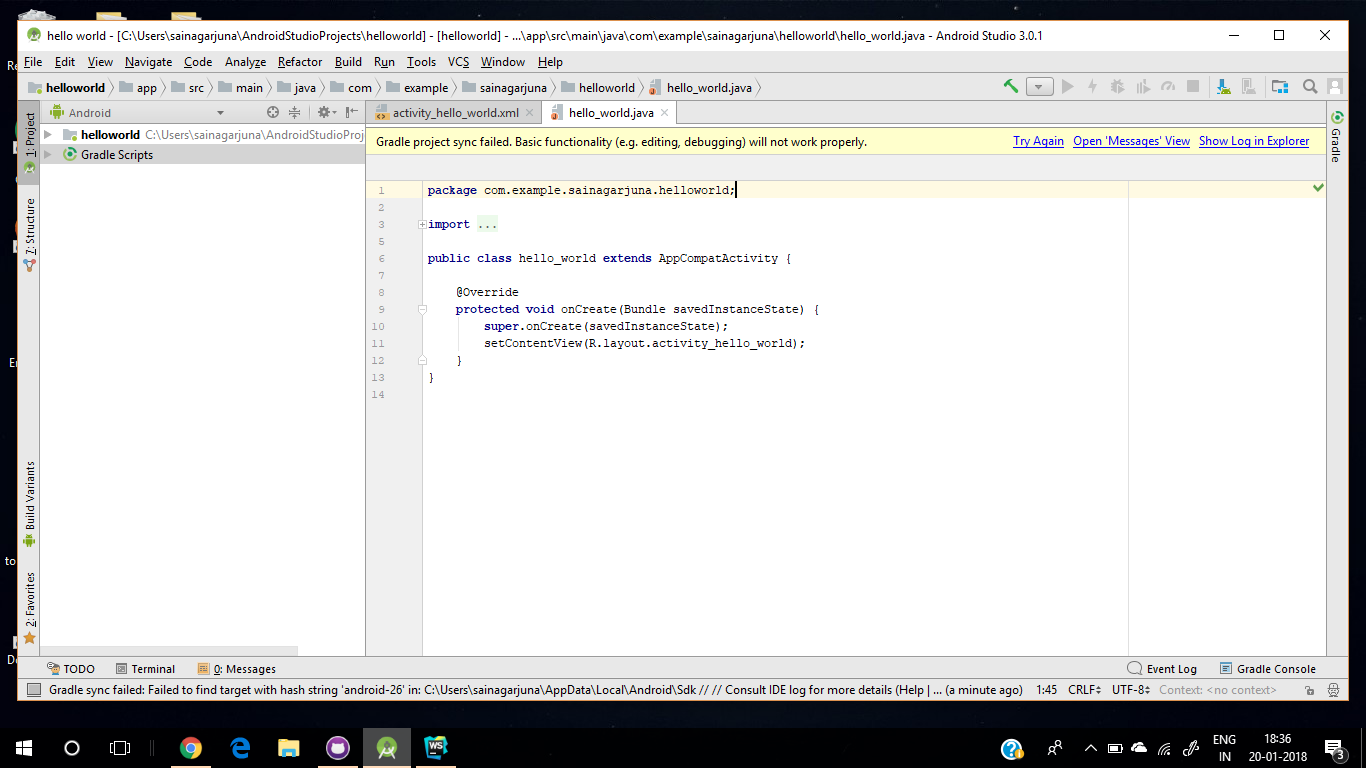 hello world - [C:\Users\sainagarjuna\AndroidStudioProjects\helloworld] - [helloworld] - ...\app\src\main\java\com\example\sainagarjuna\helloworld\hello_world.java - Android Studio 3.0.1
File Edit View Navigate Code Analyze Refactor Build Run Tools VCS Window Help
helloworld app src main java com example sainagarjuna helloworld hello_world.java
Android activity_hello_world.xml hello_world.java
1: Project
7: Structure
Build Variants
2: Favorites
helloworld C:\Users\sainagarjuna\AndroidStudioProj
Gradle Scripts
Gradle project sync failed. Basic functionality (e.g. editing, debugging) will not work properly. Try Again Open 'Messages' View Show Log in Explorer
Gradle
1 package com.example.sainagarjuna.helloworld;
2
3 import ...
5
6 public class hello_world extends AppCompatActivity {
7
8 @Override
9 protected void onCreate(Bundle savedInstanceState) {
10 super.onCreate(savedInstanceState);
11 setContentView(R.layout.activity_hello_world);
12 }
13 }
14
TODO Terminal 0: Messages Event Log Gradle Console
Gradle sync failed: Failed to find target with hash string 'android-26' in: C:\Users\sainagarjuna\AppData\Local\Android\Sdk // // Consult IDE log for more details (Help | ... (a minute ago) 1:45 CRLF UTF-8 Context: <no context>
WS
ENG
IN
18:36
20-01-2018
3